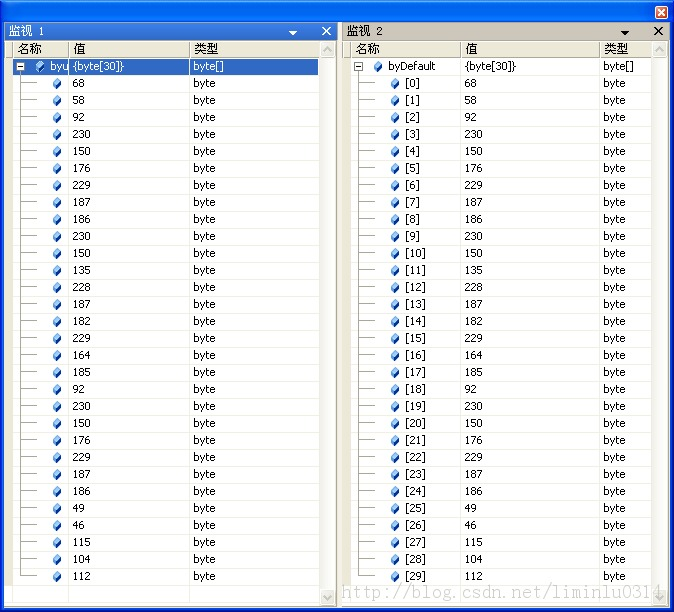 监视 1
名称 值 类型
byu {byte[30]} byte[]
68 byte
58 byte
92 byte
230 byte
150 byte
176 byte
229 byte
187 byte
186 byte
230 byte
150 byte
135 byte
228 byte
187 byte
182 byte
229 byte
164 byte
185 byte
92 byte
230 byte
150 byte
176 byte
229 byte
187 byte
186 byte
49 byte
46 byte
115 byte
104 byte
112 byte
监视 2
名称 值 类型
byDefault {byte[30]} byte[]
[0] 68 byte
[1] 58 byte
[2] 92 byte
[3] 230 byte
[4] 150 byte
[5] 176 byte
[6] 229 byte
[7] 187 byte
[8] 186 byte
[9] 230 byte
[10] 150 byte
[11] 135 byte
[12] 228 byte
[13] 187 byte
[14] 182 byte
[15] 229 byte
[16] 164 byte
[17] 185 byte
[18] 92 byte
[19] 230 byte
[20] 150 byte
[21] 176 byte
[22] 229 byte
[23] 187 byte
[24] 186 byte
[25] 49 byte
[26] 46 byte
[27] 115 byte
[28] 104 byte
[29] 112 byte
http://blog.csdn.net/liminlu0314